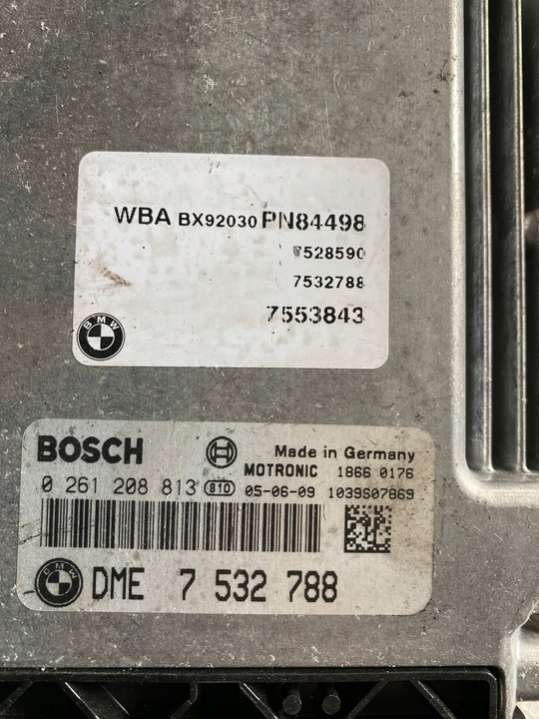 WBA BX92030 PN84498
7528590
7532788
7553843
BMW
BOSCH
Made in Germany
MOTRONIC 1866 0176
0 261 208 813 810 05-06-09 1039S07869
BMW
DME 7 532 788